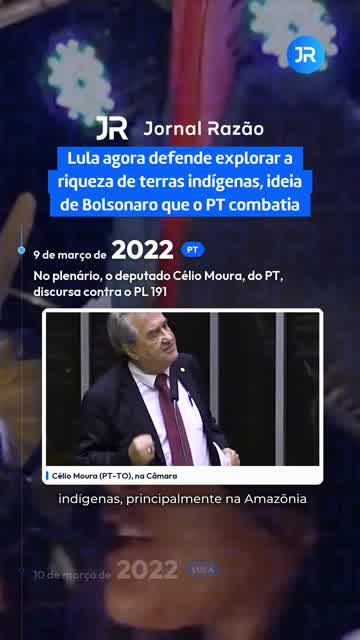 JR
JR Jornal Razão
Lula agora defende explorar a
riqueza de terras indígenas, ideia
de Bolsonaro que o PT combatia
9 de março de 2022 PT
No plenário, o deputado Célio Moura, do PT,
discursa contra o PL 191
Célio Moura (PT-TO), na Câmara
indígenas, principalmente na Amazônia
10 de março de 2022 LULA